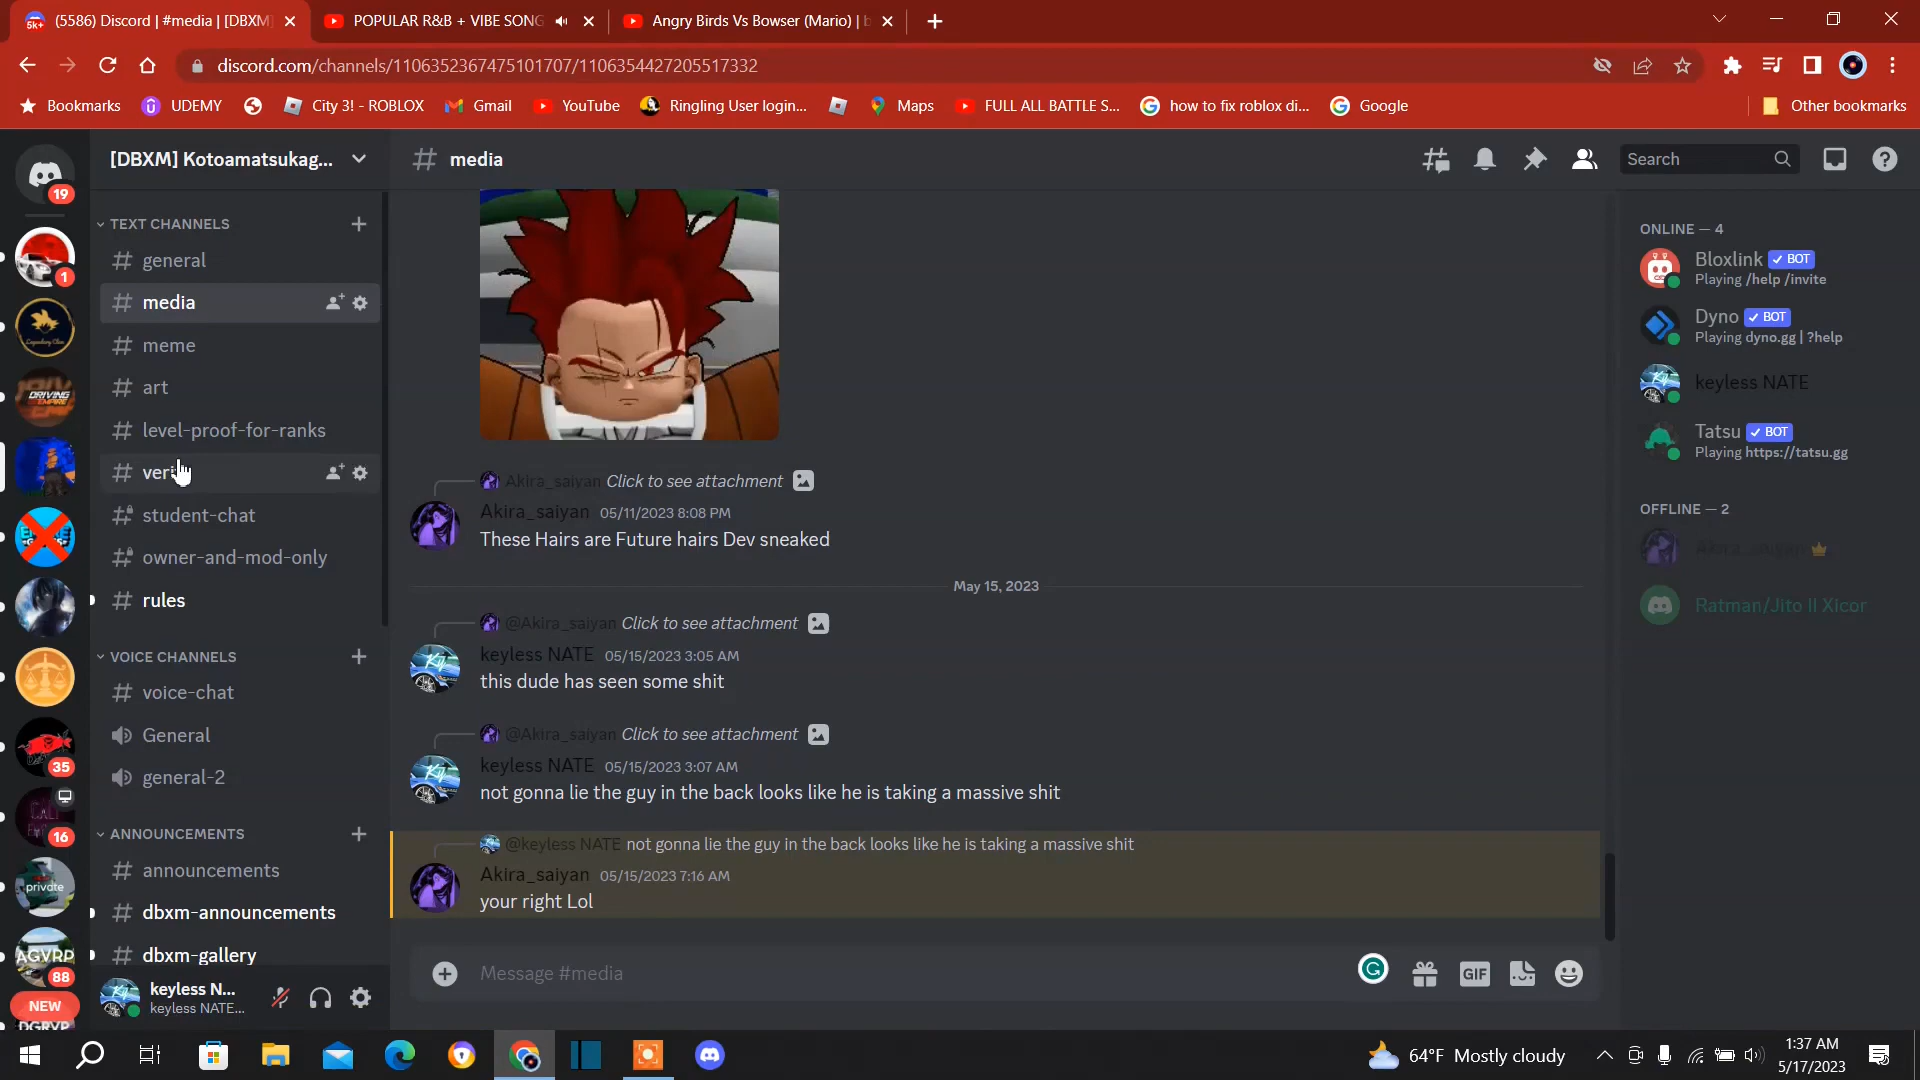 (5586) Discord | #media | [DBXM]
POPULAR R&B + VIBE SONG
Angry Birds Vs Bowser (Mario) | b
discord.com/channels/1106352367475101707/1106354427205517332
Bookmarks
UDEMY
City 3! - ROBLOX
Gmail
YouTube
Ringling User login...
Maps
FULL ALL BATTLE S...
how to fix roblox di...
Google
Other bookmarks
[DBXM] Kotoamatsukag...
media
Search
19
TEXT CHANNELS
general
media
meme
art
level-proof-for-ranks
veri
student-chat
owner-and-mod-only
rules
VOICE CHANNELS
voice-chat
General
general-2
ANNOUNCEMENTS
announcements
dbxm-announcements
dbxm-gallery
1
Legendary Clan
DRIVING
EMPIRE
35
16
private
AGVRP
88
NEW
DGRVP
keyless N...
keyless NATE...
Akira_saiyan Click to see attachment
Akira_saiyan 05/11/2023 8:08 PM
These Hairs are Future hairs Dev sneaked
May 15, 2023
@Akira_saiyan Click to see attachment
keyless NATE 05/15/2023 3:05 AM
this dude has seen some shit
@Akira_saiyan Click to see attachment
keyless NATE 05/15/2023 3:07 AM
not gonna lie the guy in the back looks like he is taking a massive shit
@keyless NATE not gonna lie the guy in the back looks like he is taking a massive shit
Akira_saiyan 05/15/2023 7:16 AM
your right Lol
Message #media
GIF
ONLINE — 4
Bloxlink BOT
Playing /help /invite
Dyno BOT
Playing dyno.gg | ?help
keyless NATE
Tatsu BOT
Playing https://tatsu.gg
OFFLINE — 2
Akira_saiyan
Ratman/Jito II Xicor
64°F Mostly cloudy
1:37 AM
5/17/2023